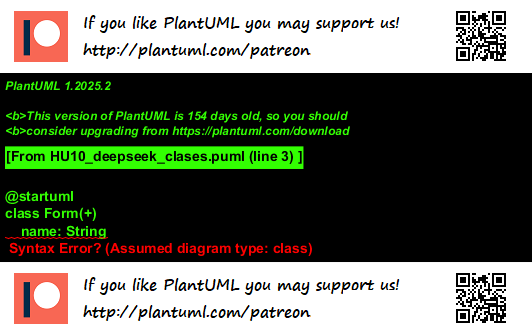 If you like PlantUML you may support us!
http://plantuml.com/patreon
PlantUML 1.2025.2
<b>This version of PlantUML is 154 days old, so you should
<b>consider upgrading from https://plantuml.com/download
[From HU10_deepseek_clases.puml (line 3) ]
@startuml
class Form(+)
name: String
Syntax Error? (Assumed diagram type: class)
If you like PlantUML you may support us!
http://plantuml.com/patreon